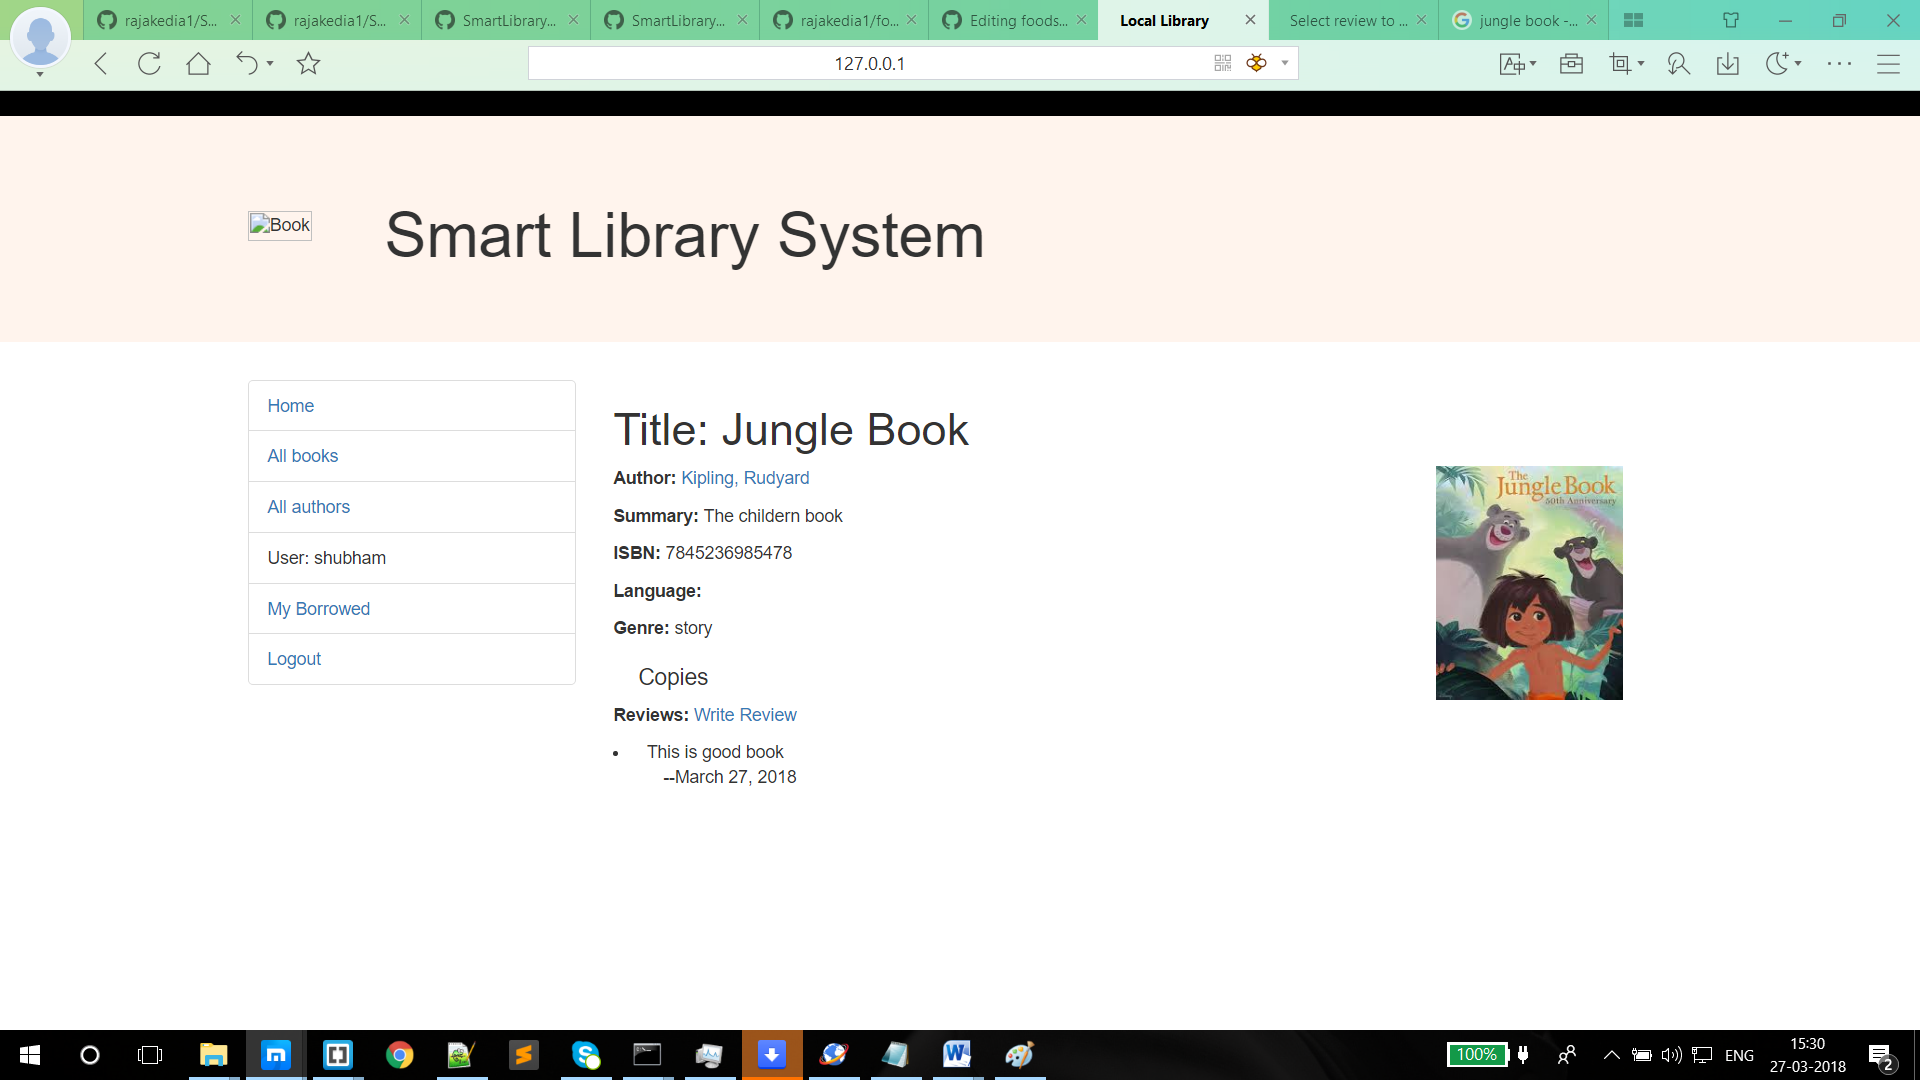 rajakedia1/S...
rajakedia1/S...
SmartLibrary...
SmartLibrary...
rajakedia1/fo...
Editing foods...
Local Library
Select review to ...
jungle book -...
127.0.0.1
Book
Smart Library System
Home
All books
All authors
User: shubham
My Borrowed
Logout
Title: Jungle Book
Author: Kipling, Rudyard
Summary: The childern book
ISBN: 7845236985478
Language:
Genre: story
Copies
Reviews: Write Review
This is good book
--March 27, 2018
The
Jungle Book
50th Anniversary
100%
ENG
15:30
27-03-2018
2